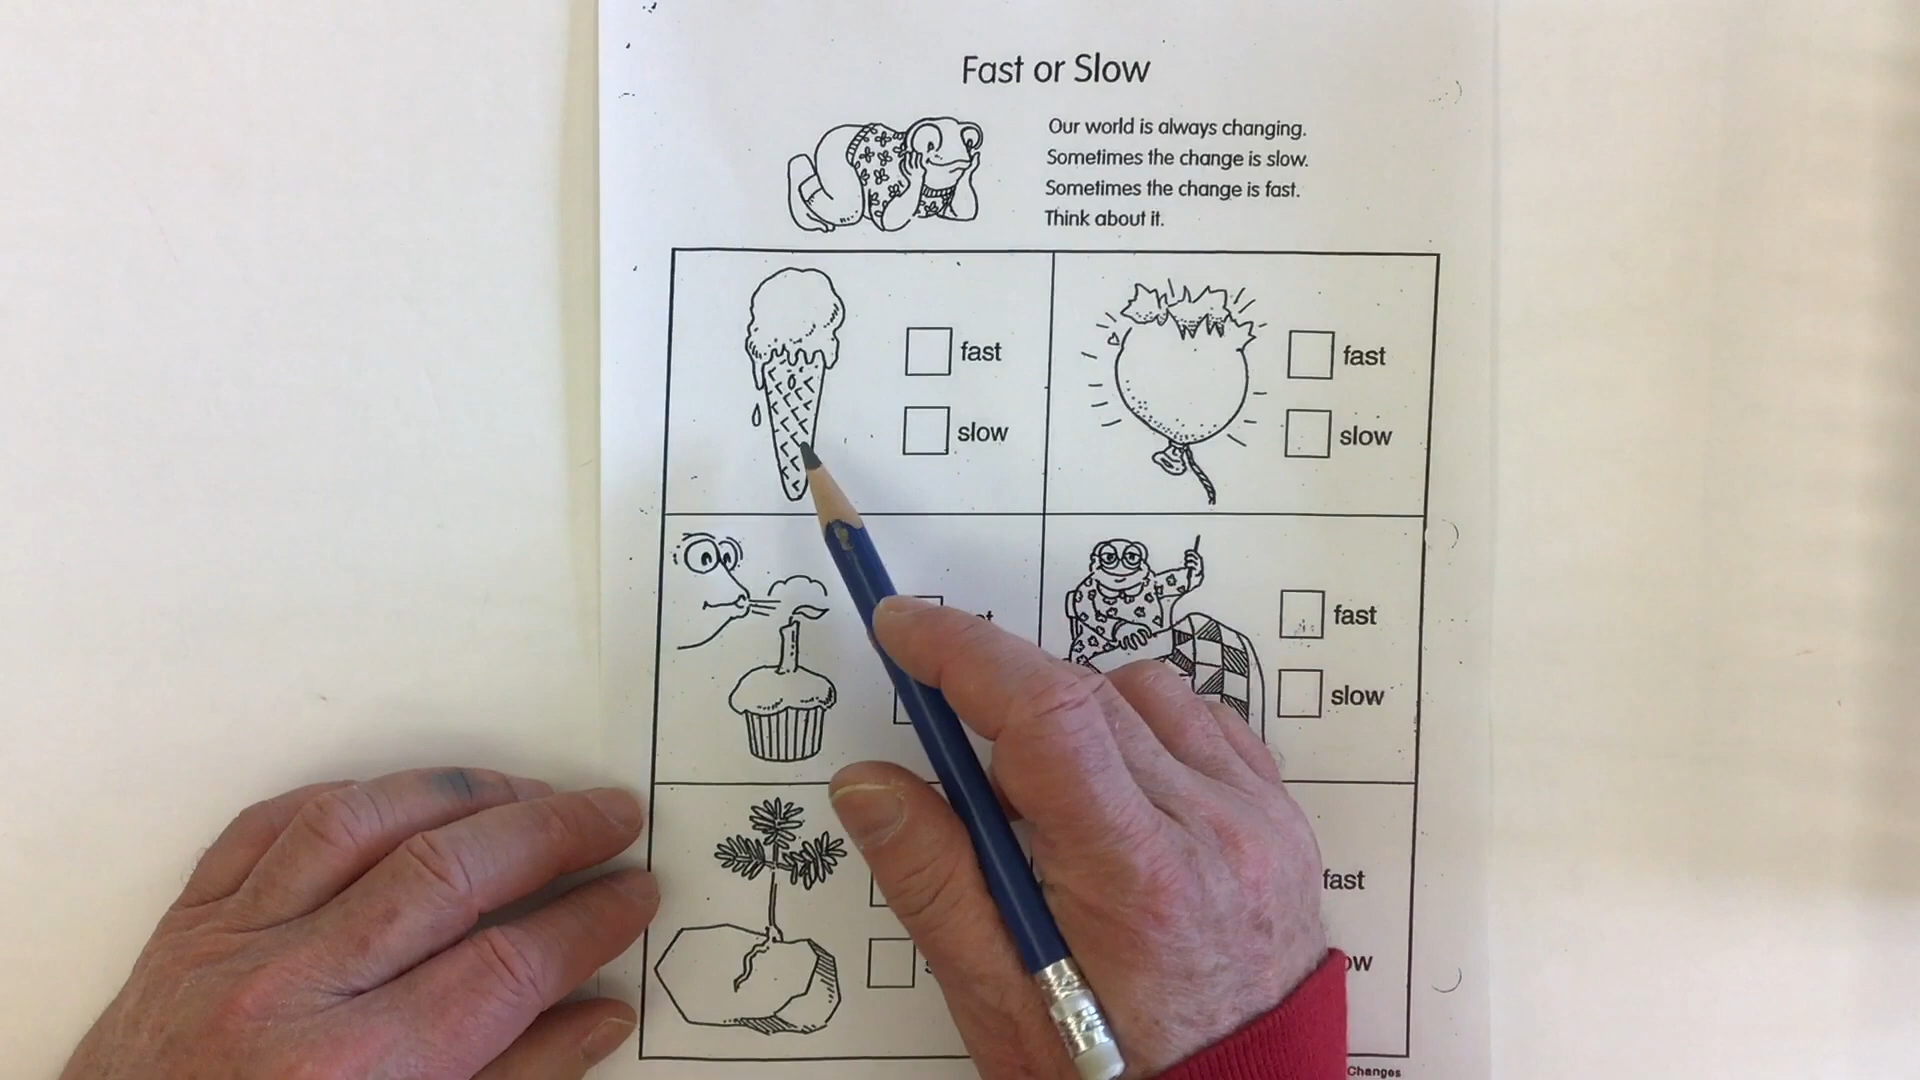 Fast or Slow
Our world is always changing.
Sometimes the change is slow.
Sometimes the change is fast.
Think about it.
fast
slow
fast
slow
fast
slow
fast
Changes